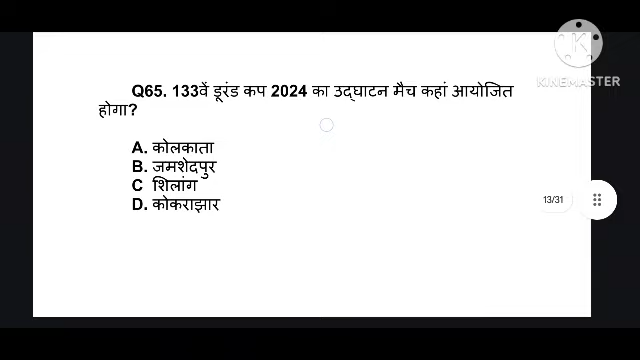 Q65. 133वें डूरंड कप 2024 का उद्घाटन मैच कहां आयोजित
होगा?
A. कोलकाता
B. जमशेदपुर
C शिलांग
D. कोकराझार
K
KINEMASTER
13/31